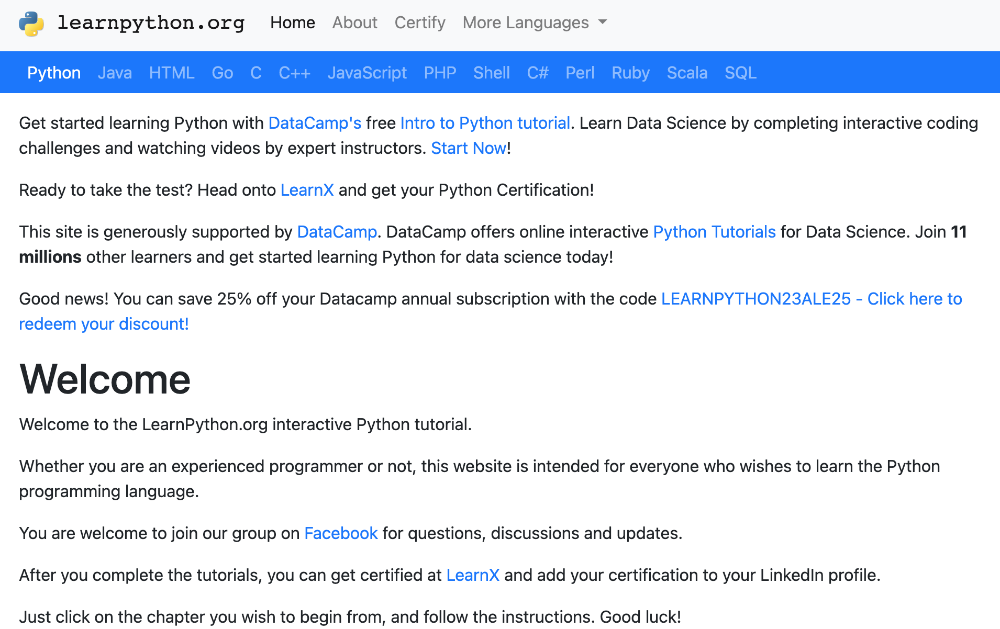 learnpython.org Home About Certify More Languages
Python Java HTML Go C C++ JavaScript PHP Shell C# Perl Ruby Scala SQL
Get started learning Python with DataCamp's free Intro to Python tutorial. Learn Data Science by completing interactive coding
challenges and watching videos by expert instructors. Start Now!
Ready to take the test? Head onto LearnX and get your Python Certification!
This site is generously supported by DataCamp. DataCamp offers online interactive Python Tutorials for Data Science. Join 11
millions other learners and get started learning Python for data science today!
Good news! You can save 25% off your Datacamp annual subscription with the code LEARNPYTHON23ALE25 - Click here to
redeem your discount!
Welcome
Welcome to the LearnPython.org interactive Python tutorial.
Whether you are an experienced programmer or not, this website is intended for everyone who wishes to learn the Python
programming language.
You are welcome to join our group on Facebook for questions, discussions and updates.
After you complete the tutorials, you can get certified at LearnX and add your certification to your LinkedIn profile.
Just click on the chapter you wish to begin from, and follow the instructions. Good luck!